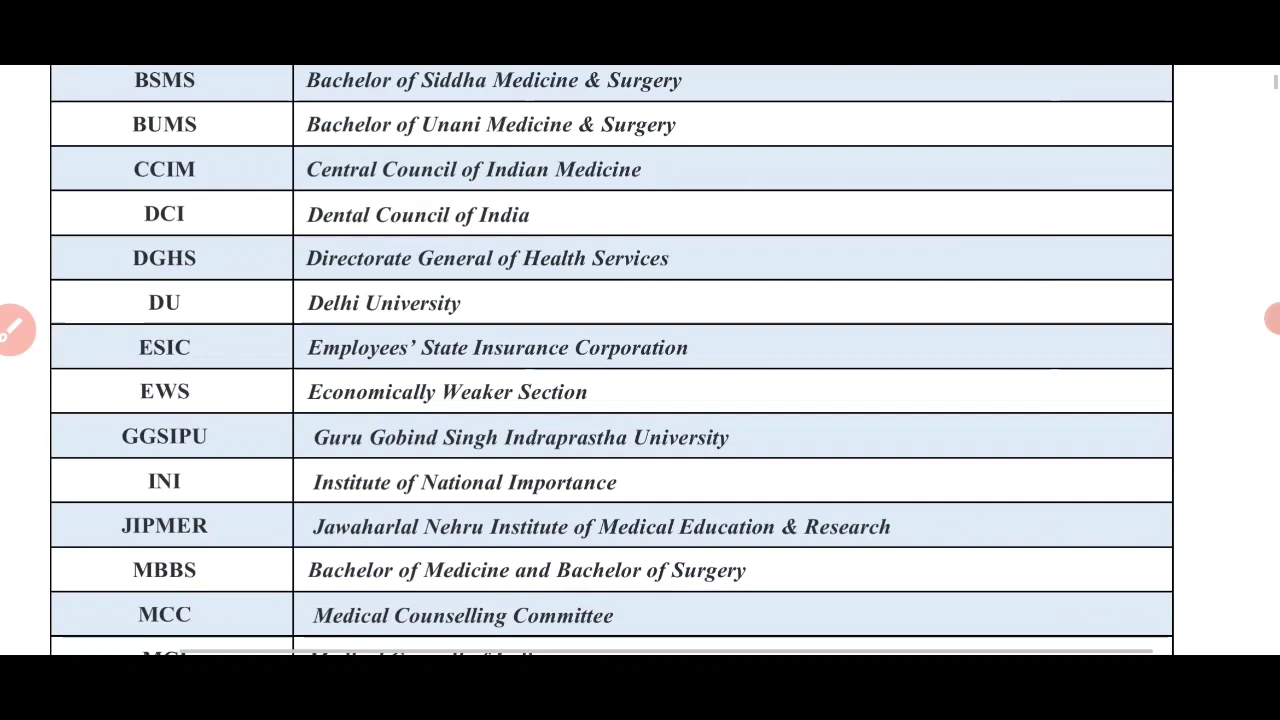 BSMS Bachelor of Siddha Medicine & Surgery
BUMS Bachelor of Unani Medicine & Surgery
CCIM Central Council of Indian Medicine
DCI Dental Council of India
DGHS Directorate General of Health Services
DU Delhi University
ESIC Employees’ State Insurance Corporation
EWS Economically Weaker Section
GGSIPU Guru Gobind Singh Indraprastha University
INI Institute of National Importance
JIPMER Jawaharlal Nehru Institute of Medical Education & Research
MBBS Bachelor of Medicine and Bachelor of Surgery
MCC Medical Counselling Committee